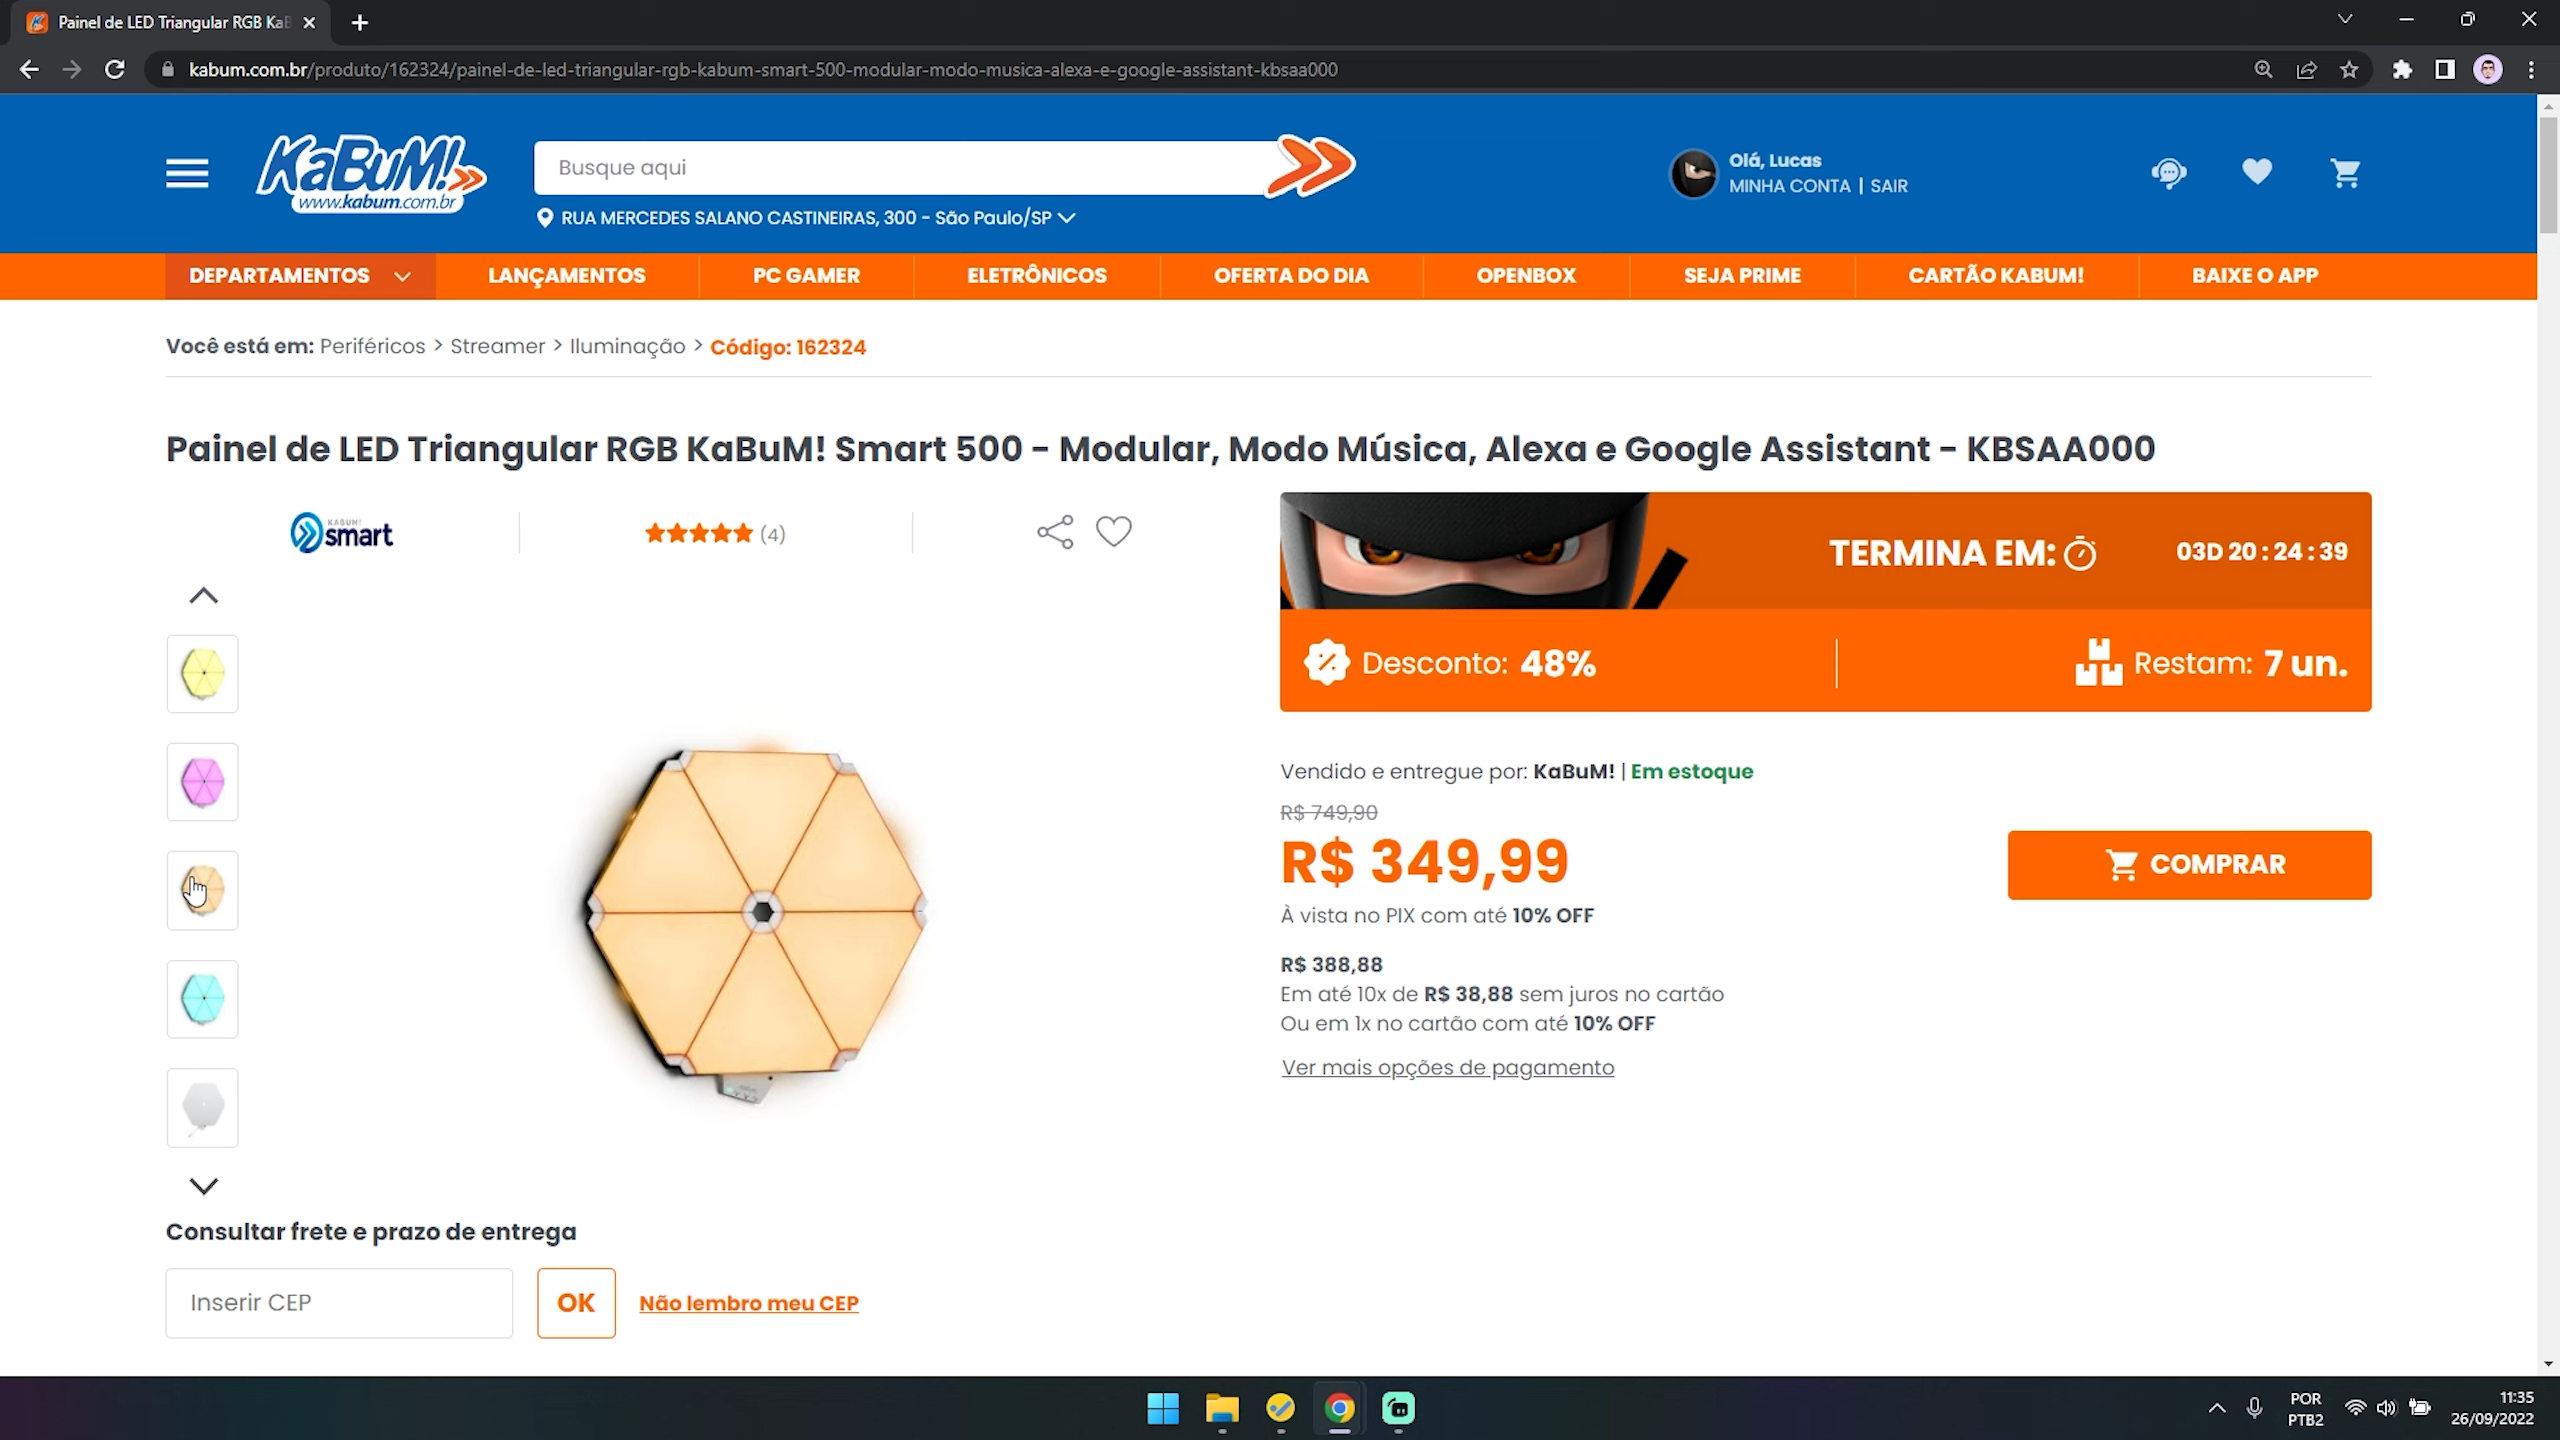 Painel de LED Triangular RGB KaB
kabum.com.br/produto/162324/painel-de-led-triangular-rgb-kabum-smart-500-modular-modo-musica-alexa-e-google-assistant-kbsaa000
KaBuM!
www.kabum.com.br
Busque aqui
RUA MERCEDES SALANO CASTINEIRAS, 300 - São Paulo/SP
Olá, Lucas
MINHA CONTA | SAIR
DEPARTAMENTOS LANÇAMENTOS PC GAMER ELETRÔNICOS OFERTA DO DIA OPENBOX SEJA PRIME CARTÃO KABUM! BAIXE O APP
Você está em: Periféricos > Streamer > Iluminação > Código: 162324
Painel de LED Triangular RGB KaBuM! Smart 500 - Modular, Modo Música, Alexa e Google Assistant - KBSAA000
KABUM!
smart
(4)
TERMINA EM: 03D 20 : 24 : 39
Desconto: 48%
Restam: 7 un.
Vendido e entregue por: KaBuM! | Em estoque
R$ 749,90
R$ 349,99
COMPRAR
À vista no PIX com até 10% OFF
R$ 388,88
Em até 10x de R$ 38,88 sem juros no cartão
Ou em 1x no cartão com até 10% OFF
Ver mais opções de pagamento
Consultar frete e prazo de entrega
Inserir CEP
OK
Não lembro meu CEP
POR
PTB2
11:35
26/09/2022